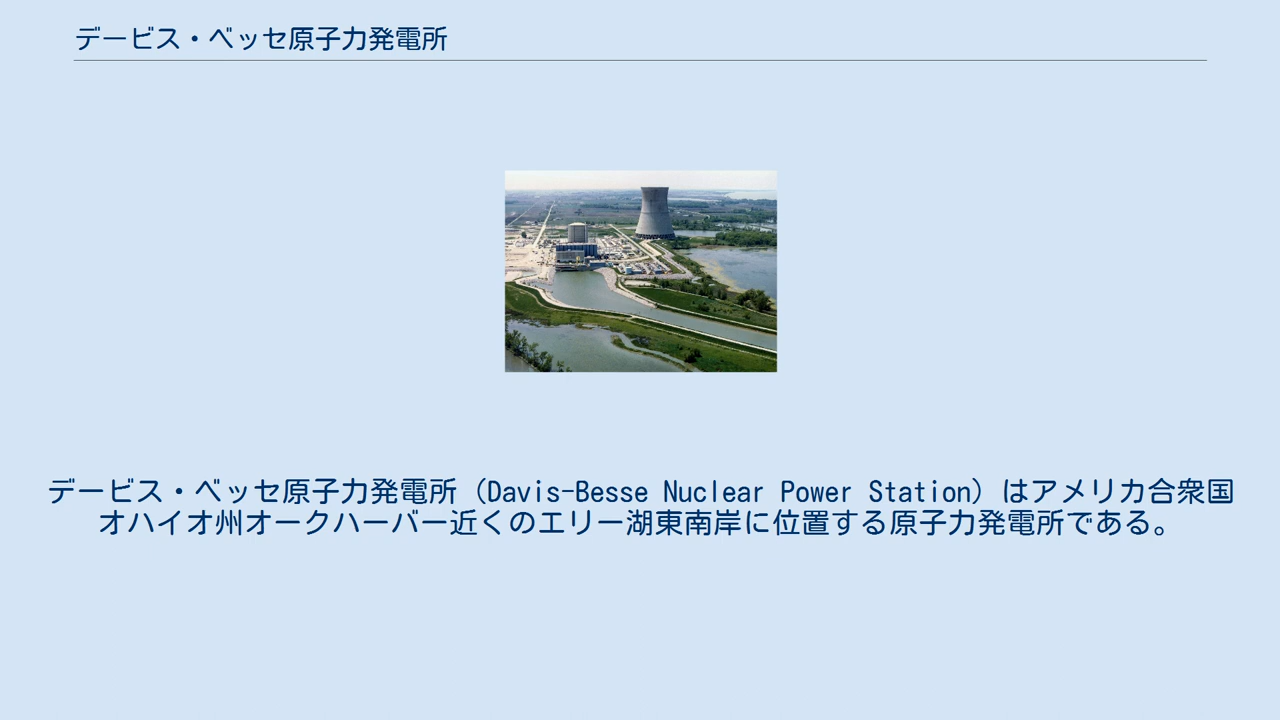 デービス・ベッセ原子力発電所
デービス・ベッセ原子力発電所（Davis-Besse Nuclear Power Station）はアメリカ合衆国
オハイオ州オークハーバー近くのエリー湖東南岸に位置する原子力発電所である。